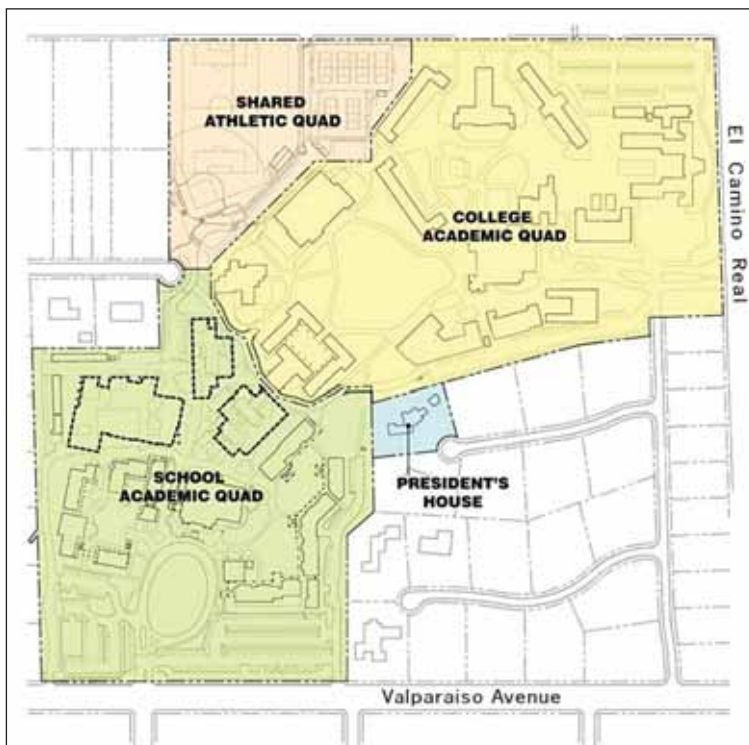 SHARED
ATHLETIC QUAD
COLLEGE
ACADEMIC QUAD
El Camino Real
SCHOOL
ACADEMIC QUAD
PRESIDENT'S
HOUSE
Valparaiso Avenue